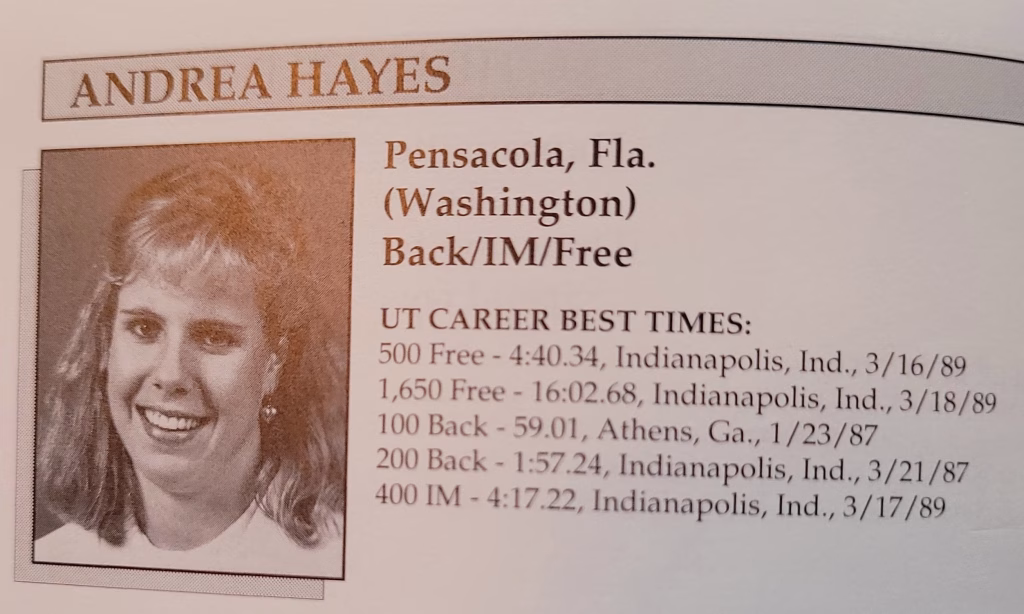 ANDREA HAYES
Pensacola, Fla.
(Washington)
Back/IM/Free
UT CAREER BEST TIMES:
500 Free - 4:40.34, Indianapolis, Ind., 3/16/89
1,650 Free - 16:02.68, Indianapolis, Ind., 3/18/89
100 Back - 59.01, Athens, Ga., 1/23/87
200 Back - 1:57.24, Indianapolis, Ind., 3/21/87
400 IM - 4:17.22, Indianapolis, Ind., 3/17/89